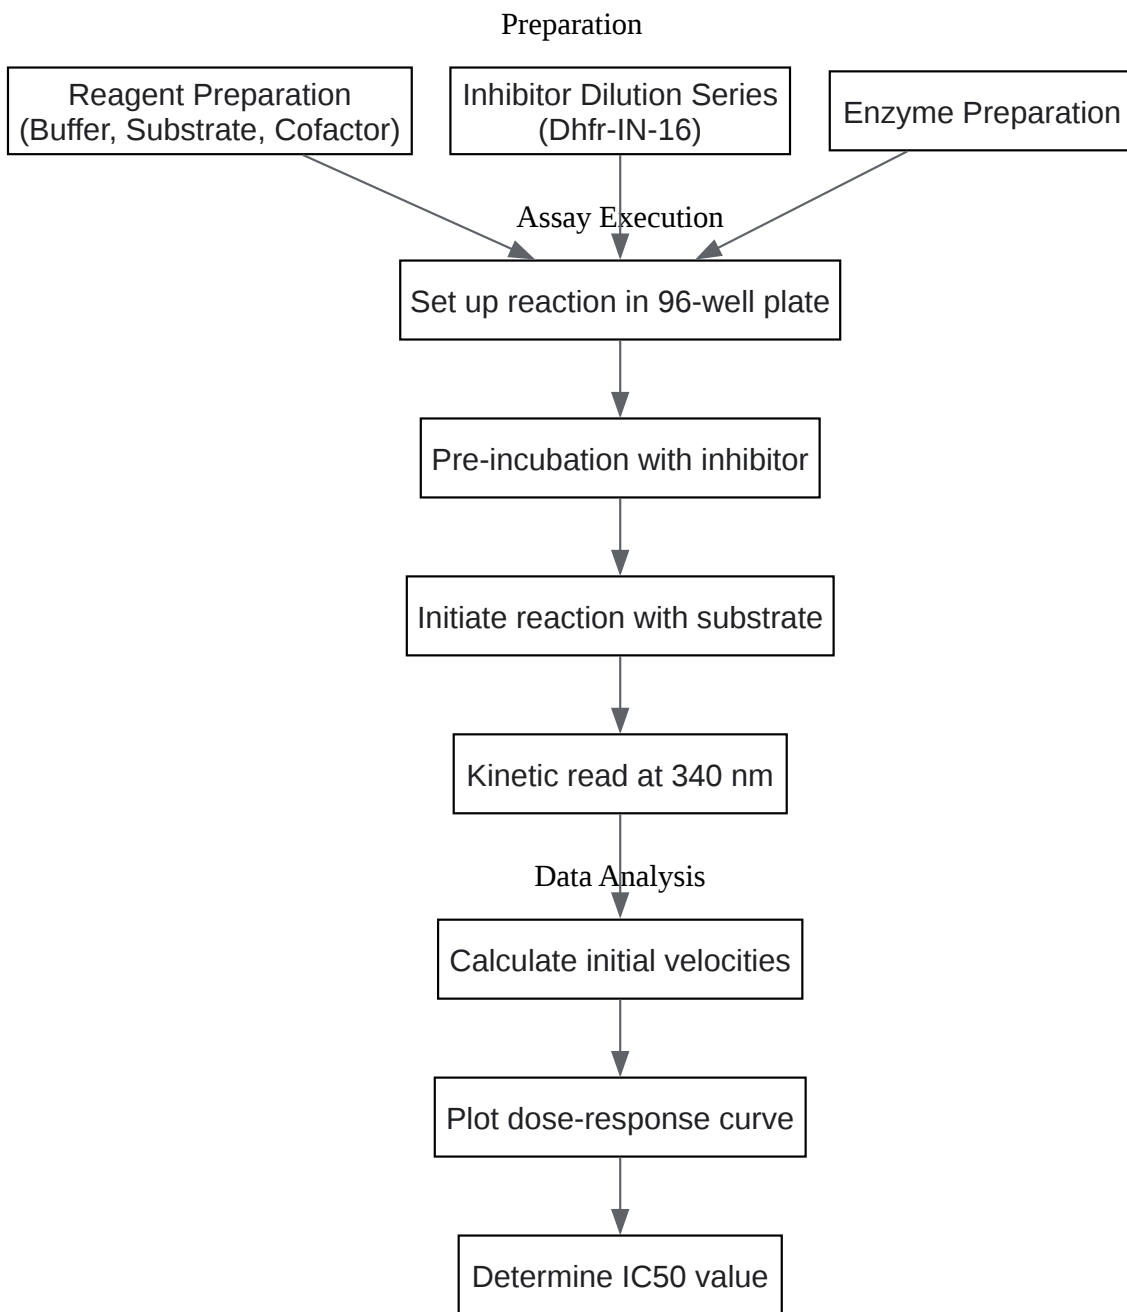 Preparation
Reagent Preparation
(Buffer, Substrate, Cofactor)
Inhibitor Dilution Series
(Dhfr-IN-16)
Enzyme Preparation
Assay Execution
Set up reaction in 96-well plate
Pre-incubation with inhibitor
Initiate reaction with substrate
Kinetic read at 340 nm
Data Analysis
Calculate initial velocities
Plot dose-response curve
Determine IC50 value